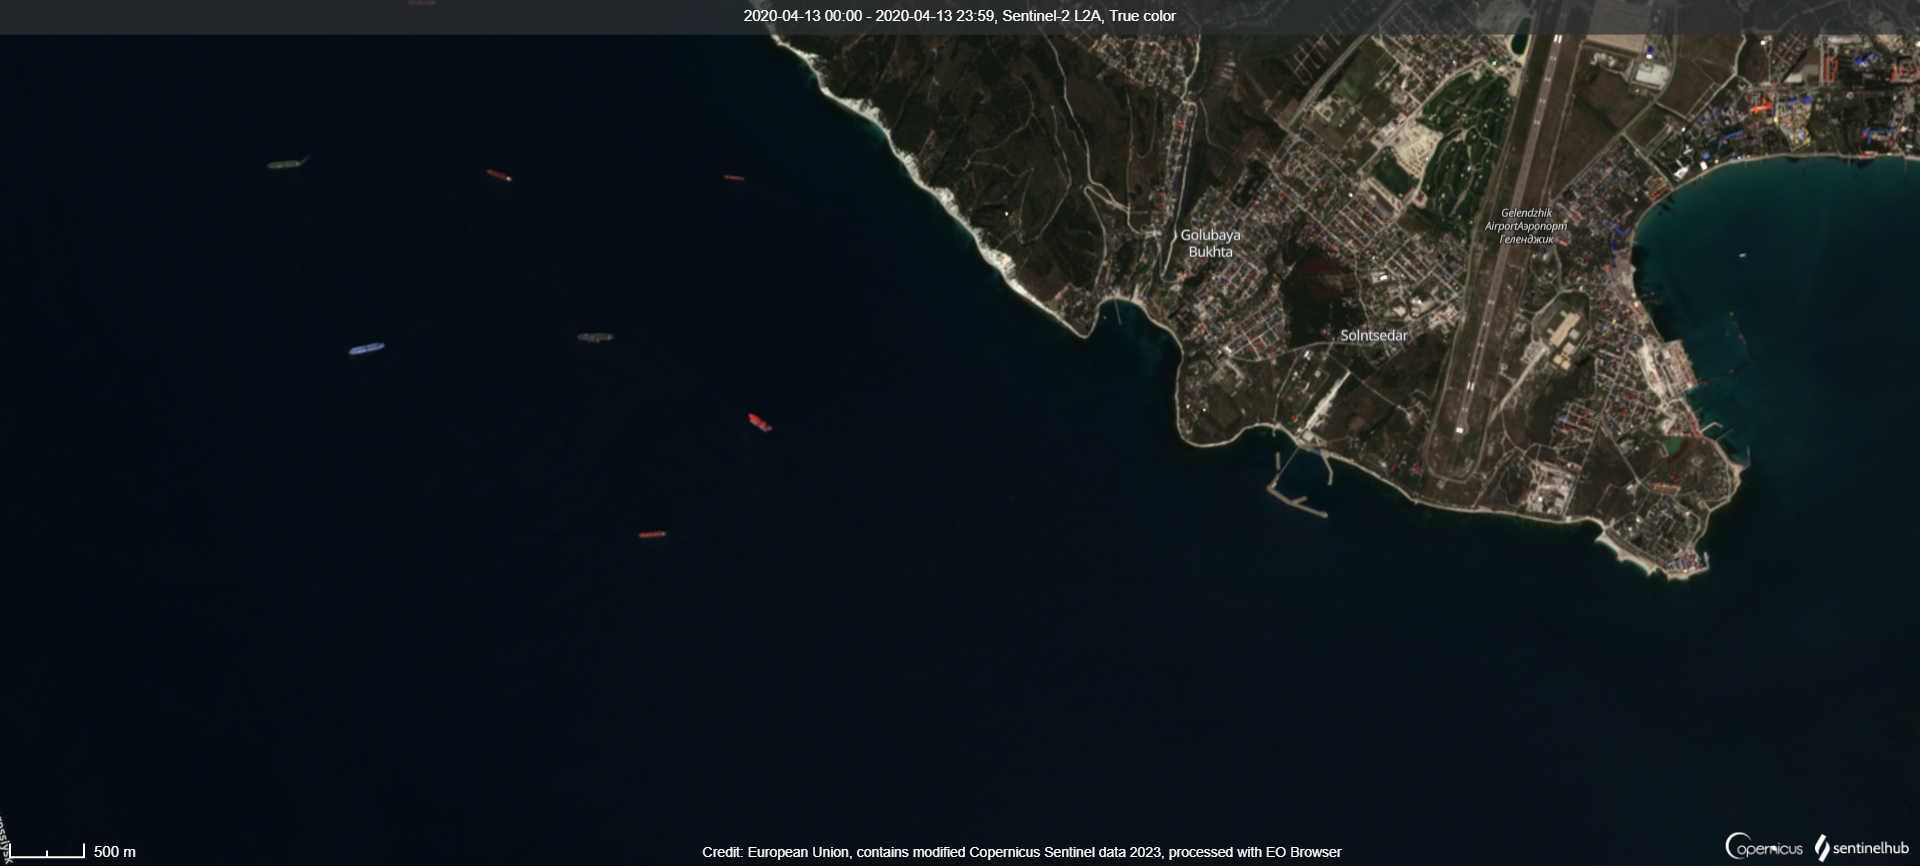 2020-04-13 00:00 - 2020-04-13 23:59, Sentinel-2 L2A, True color
Golubaya
Bukhta
Gelendzhik
AirportАэропорт
Геленджик
Solntsedar
500 m
Credit: European Union, contains modified Copernicus Sentinel data 2023, processed with EO Browser
Copernicus
sentinelhub